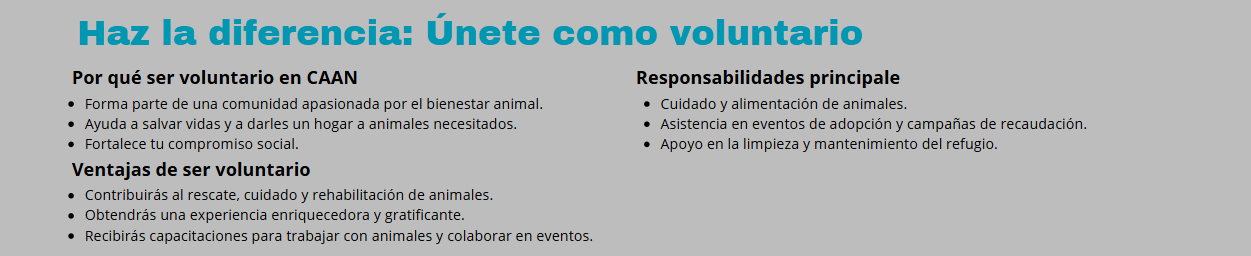 Haz la diferencia: Únete como voluntario
Por qué ser voluntario en CAAN
• Forma parte de una comunidad apasionada por el bienestar animal.
• Ayuda a salvar vidas y a darles un hogar a animales necesitados.
• Fortalece tu compromiso social.
Ventajas de ser voluntario
• Contribuirás al rescate, cuidado y rehabilitación de animales.
• Obtendrás una experiencia enriquecedora y gratificante.
• Recibirás capacitaciones para trabajar con animales y colaborar en eventos.
Responsabilidades principale
• Cuidado y alimentación de animales.
• Asistencia en eventos de adopción y campañas de recaudación.
• Apoyo en la limpieza y mantenimiento del refugio.